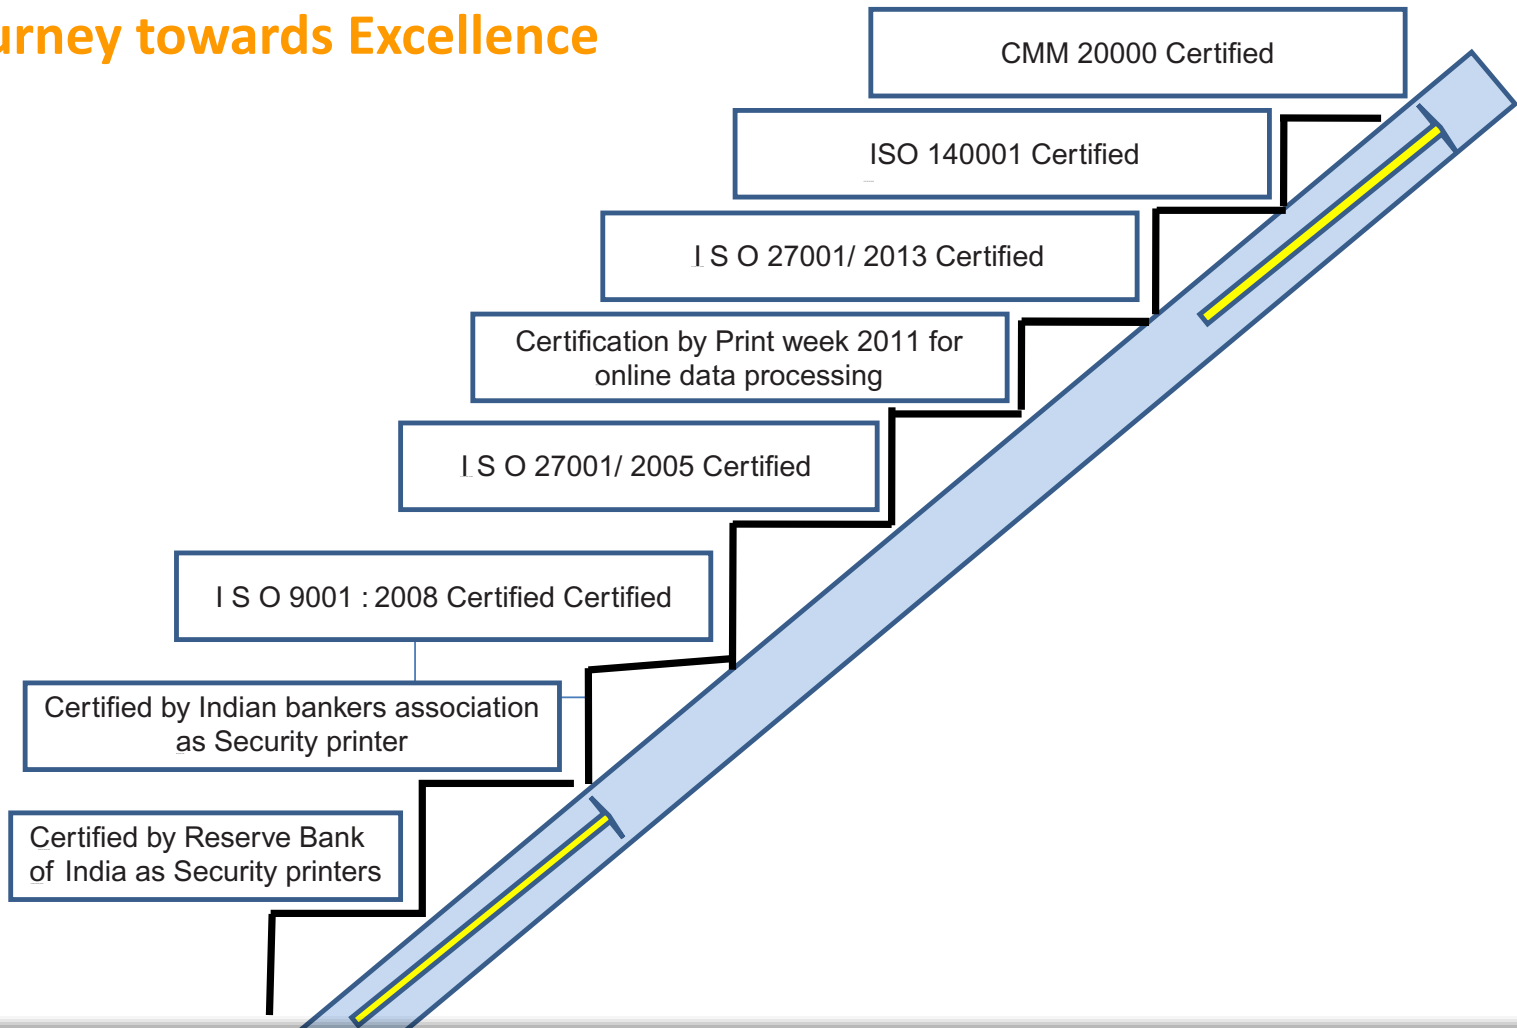 urney towards Excellence
CMM 20000 Certified
ISO 140001 Certified
I S O 27001/ 2013 Certified
Certification by Print week 2011 for
online data processing
I S O 27001/ 2005 Certified
I S O 9001 : 2008 Certified Certified
Certified by Indian bankers association
as Security printer
Certified by Reserve Bank
of India as Security printers